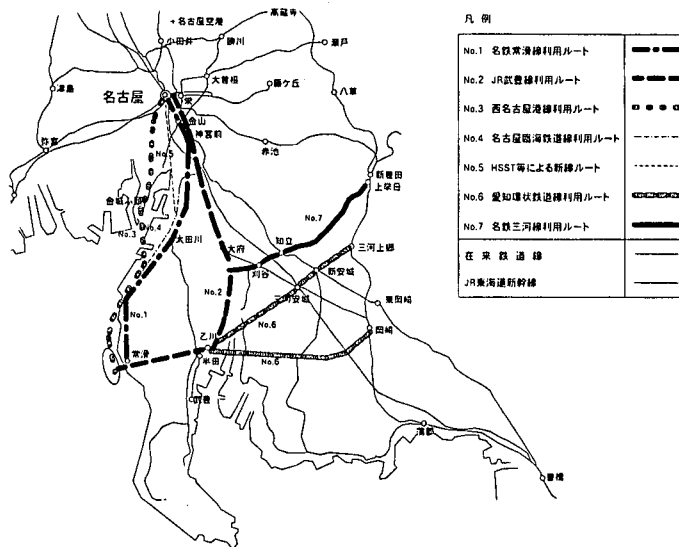 凡例
No.1 名鉄常滑線利用ルート
No.2 JR武豊線利用ルート
No.3 西名古屋港線利用ルート
No.4 名古屋臨海鉄道線利用ルート
No.5 HSST等による新線ルート
No.6 愛知環状鉄道線利用ルート
No.7 名鉄三河線利用ルート
在来鉄道線
JR東海道新幹線
高蔵寺
名古屋空港
小田井
勝川
瀬戸
大曽根
津島
藤ケ丘
八草
名古屋
栄
金山
神宮前
弥富
No.5
赤池
新豊田
上挙母
金城ふ頭
No.3
No.4
No.7
太田川
大府
知立
三河上郷
刈谷
新安城
No.2
三河安城
東岡崎
No.1
乙川
No.6
岡崎
常滑
半田
No.6
武豊
蒲郡
豊橋